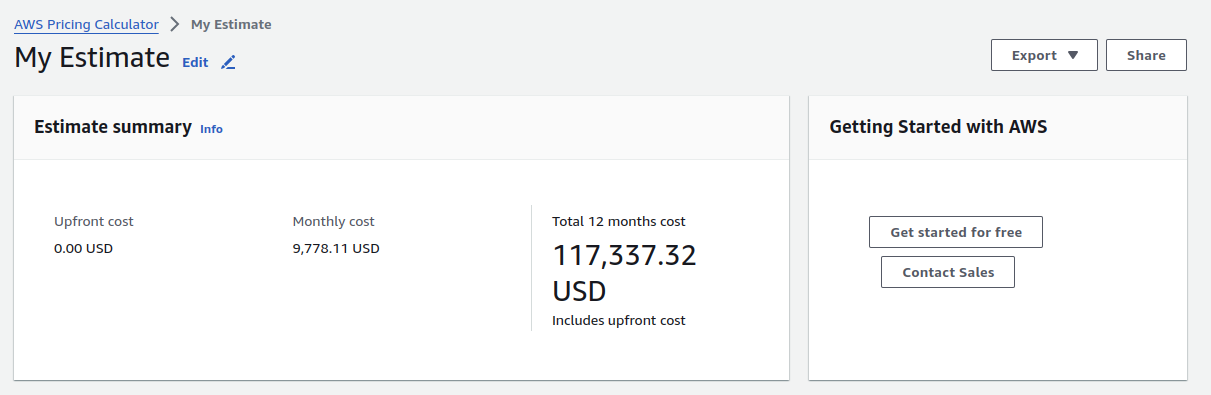 AWS Pricing Calculator > My Estimate
My Estimate Edit
Export ▼ Share
Estimate summary Info
Getting Started with AWS
Upfront cost
0.00 USD
Monthly cost
9,778.11 USD
Total 12 months cost
117,337.32
USD
Includes upfront cost
Get started for free
Contact Sales